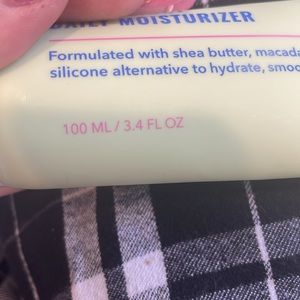 DAILY MOISTURIZER
Formulated with shea butter,
silicone alternative to hydrate,
100 ML / 3.4 FL OZ